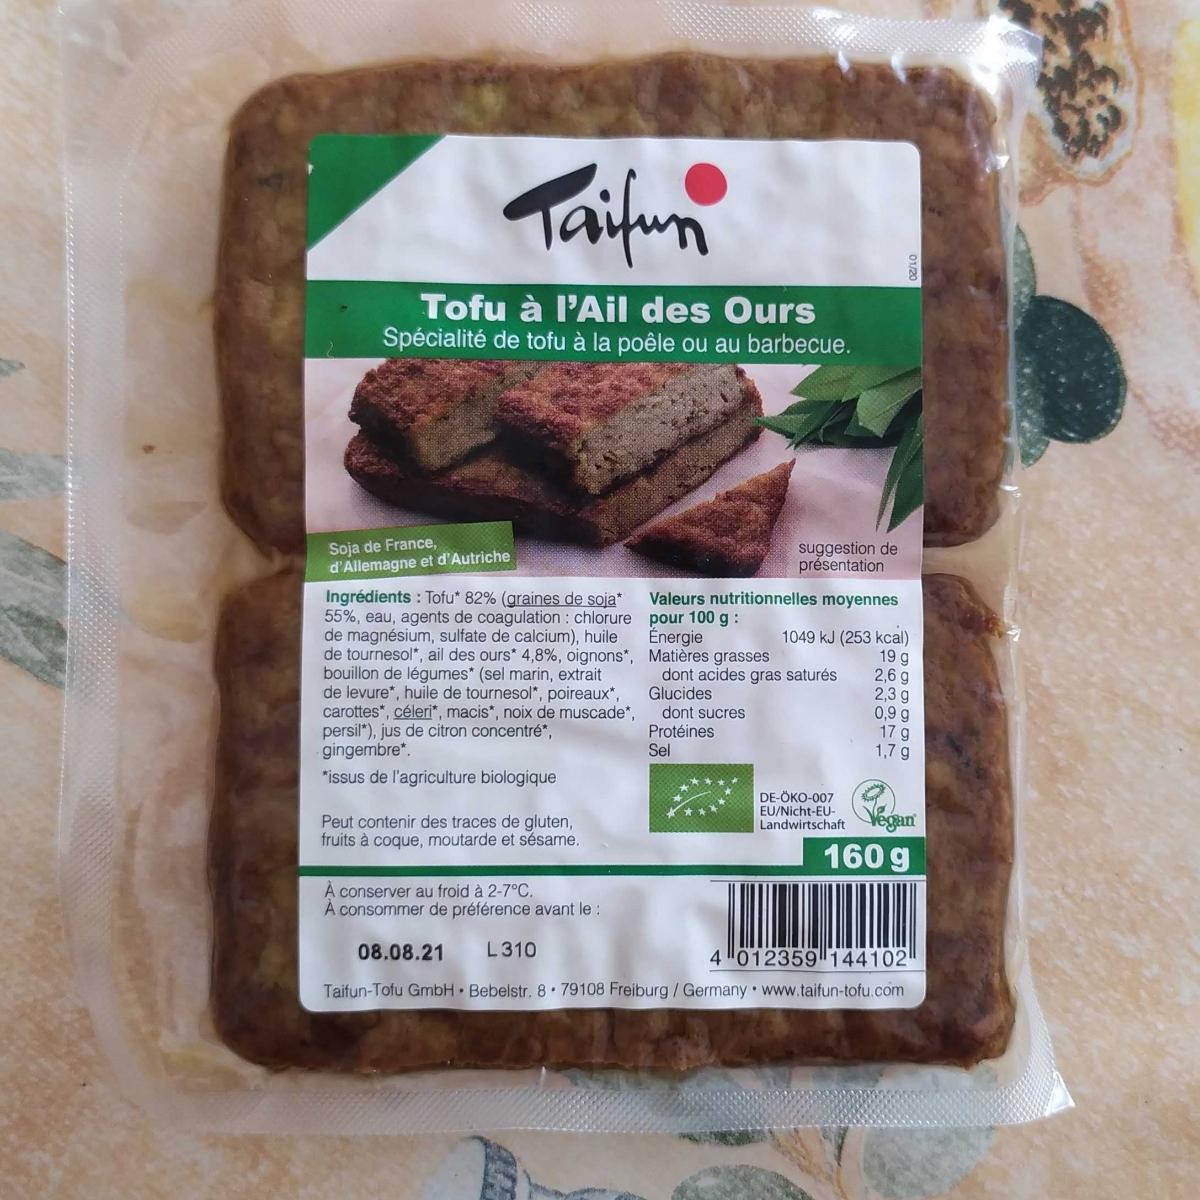 Taifun
01/20
Tofu à l'Ail des Ours
Spécialité de tofu à la poêle ou au barbecue.
Soja de France,
d'Allemagne et d'Autriche
suggestion de
présentation
Ingrédients : Tofu* 82% (graines de soja*
55%, eau, agents de coagulation : chlorure
de magnésium, sulfate de calcium), huile
de tournesol*, ail des ours* 4,8%, oignons*,
bouillon de légumes* (sel marin, extrait
de levure*, huile de tournesol*, poireaux*,
carottes*, céleri*, macis*, noix de muscade*,
persil*), jus de citron concentré*,
gingembre*.
*issus de l'agriculture biologique
Peut contenir des traces de gluten,
fruits à coque, moutarde et sésame.
Valeurs nutritionnelles moyennes
pour 100 g :
Énergie 1049 kJ (253 kcal)
Matières grasses 19 g
dont acides gras saturés 2,6 g
Glucides 2,3 g
dont sucres 0,9 g
Protéines 17 g
Sel 1,7 g
DE-ÖKO-007
EU/Nicht-EU-
Landwirtschaft
Vegan
160 g
À conserver au froid à 2-7°C.
À consommer de préférence avant le :
08.08.21 L310
4 012359 144102
Taifun-Tofu GmbH • Bebelstr. 8 • 79108 Freiburg / Germany • www.taifun-tofu.com